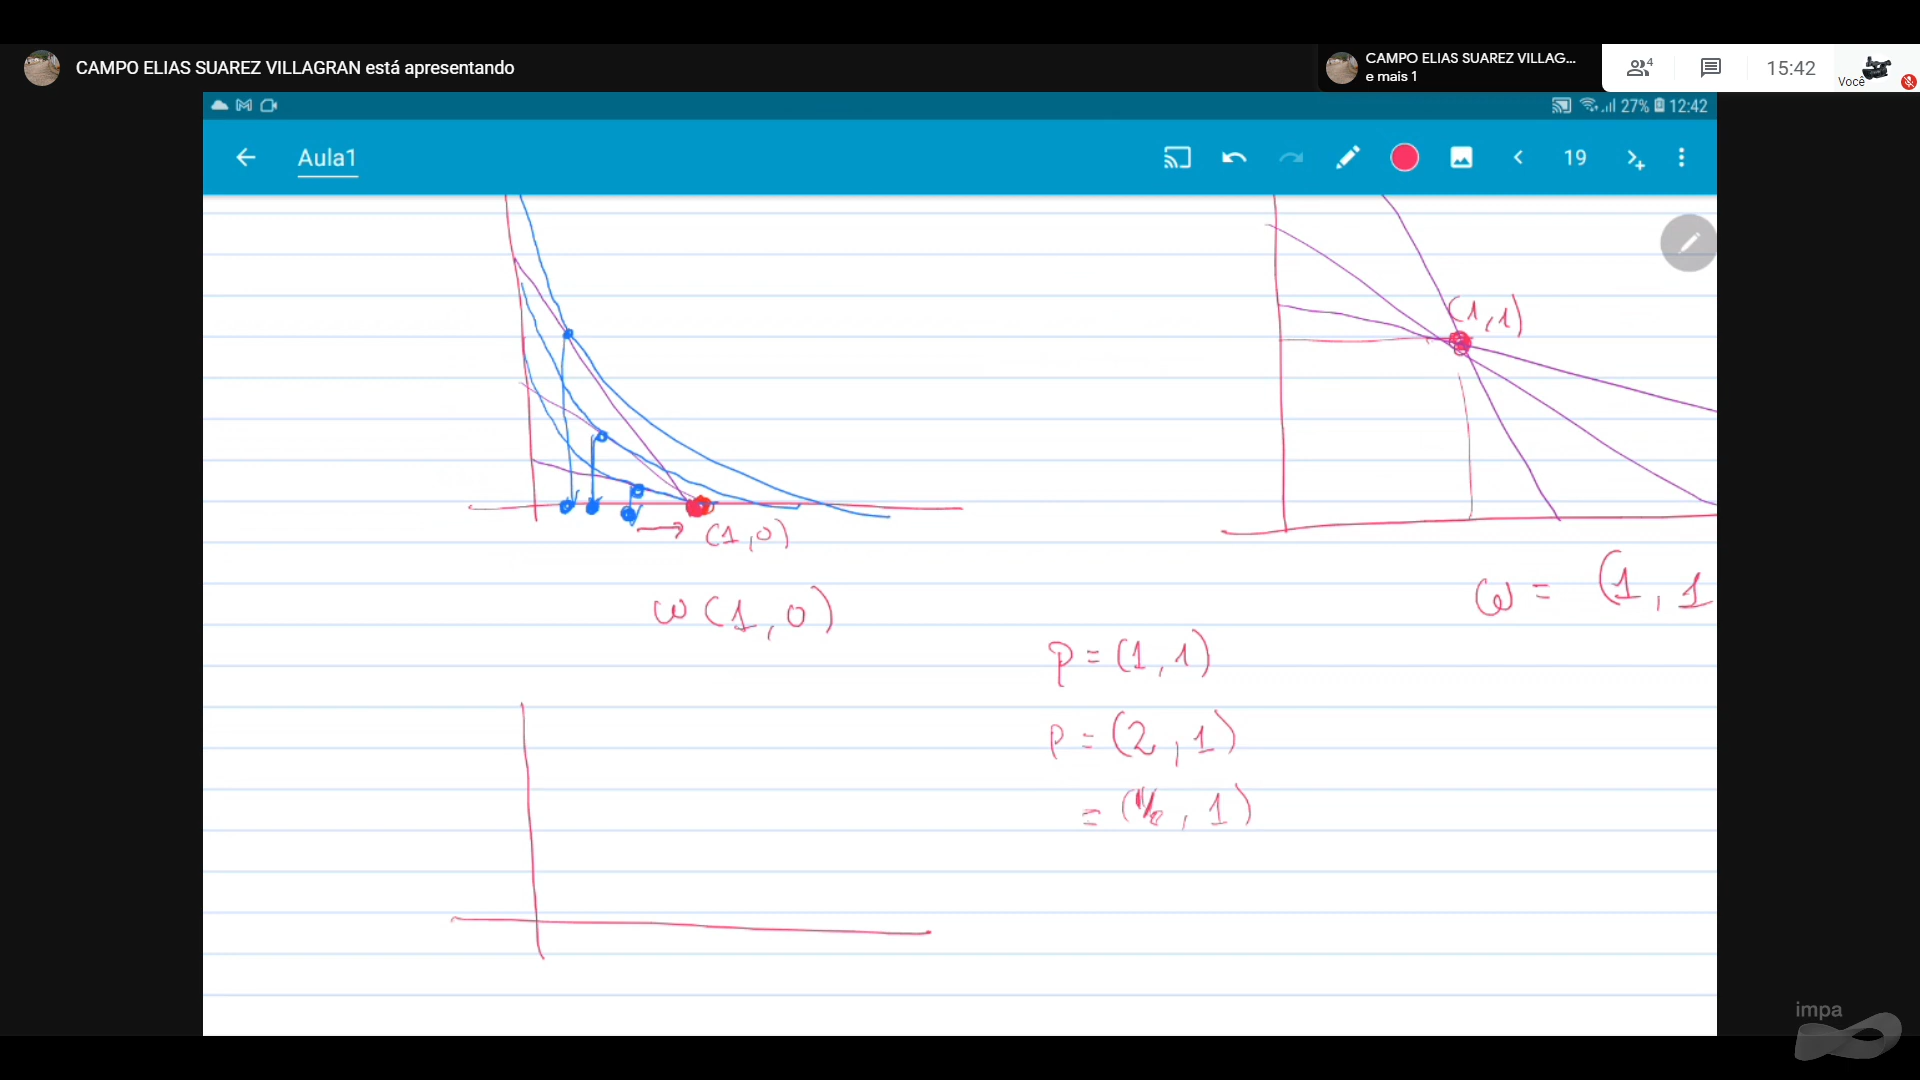 CAMPO ELIAS SUAREZ VILLAGRAN está apresentando
CAMPO ELIAS SUAREZ VILLAG...
e mais 1
4
15:42
Você
27% 12:42
Aula1
19
(1,1)
(1,0)
ω (1,0)
ω = (1,1
p = (1,1)
p = (2,1)
= (1/2, 1)
impa